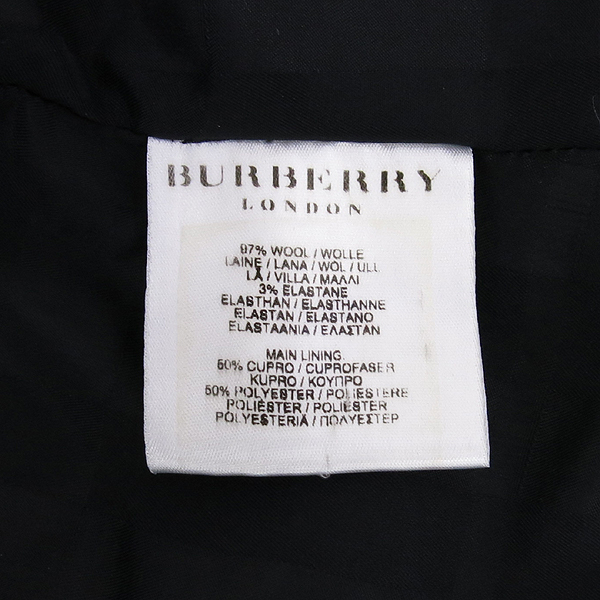 BURBERRY
LONDON
97% WOOL / WOLLE
LAINE / LANA / WOL / ULL
LÃ / VILLA / ΜΑΛΛΙ
3% ELASTANE
ELASTHAN / ELASTHANNE
ELASTAN / ELASTANO
ELASTAANIA / ΕΛΑΣΤΑΝ
MAIN LINING.
50% CUPRO / CUPROFASER
KUPRO / ΚΟΥΠΡΟ
50% POLYESTER / POLIESTERE
POLIÉSTER / POLIESTER
POLYESTERIA / ΠΟΛΥΕΣΤΕΡ